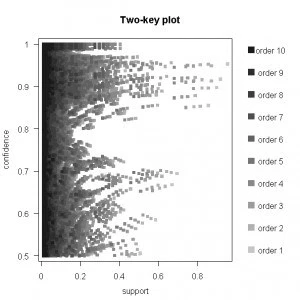 Two-key plot
1
0.9
0.8
0.7
0.6
0.5
confidence
0
0.2
0.4
0.6
0.8
support
order 10
order 9
order 8
order 7
order 6
order 5
order 4
order 3
order 2
order 1